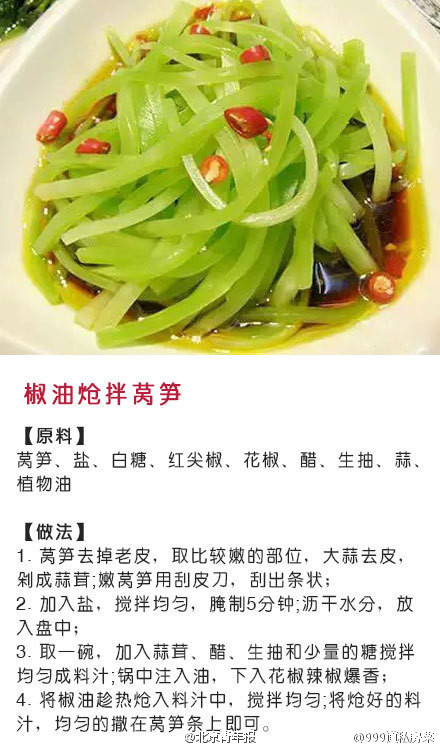 椒油炝拌莴笋
【原料】
莴笋、盐、白糖、红尖椒、花椒、醋、生抽、蒜、
植物油
【做法】
1. 莴笋去掉老皮，取比较嫩的部位，大蒜去皮，
剁成蒜茸;嫩莴笋用刮皮刀，刮出条状；
2. 加入盐，搅拌均匀，腌制5分钟;沥干水分，放
入盘中；
3. 取一碗，加入蒜茸、醋、生抽和少量的糖搅拌
均匀成料汁;锅中注入油，下入花椒辣椒爆香；
4. 将椒油趁热炝入料汁中，搅拌均匀;将炝好的料
汁，均匀的撒在莴笋条上即可。
@北京青年报
@999道私房菜